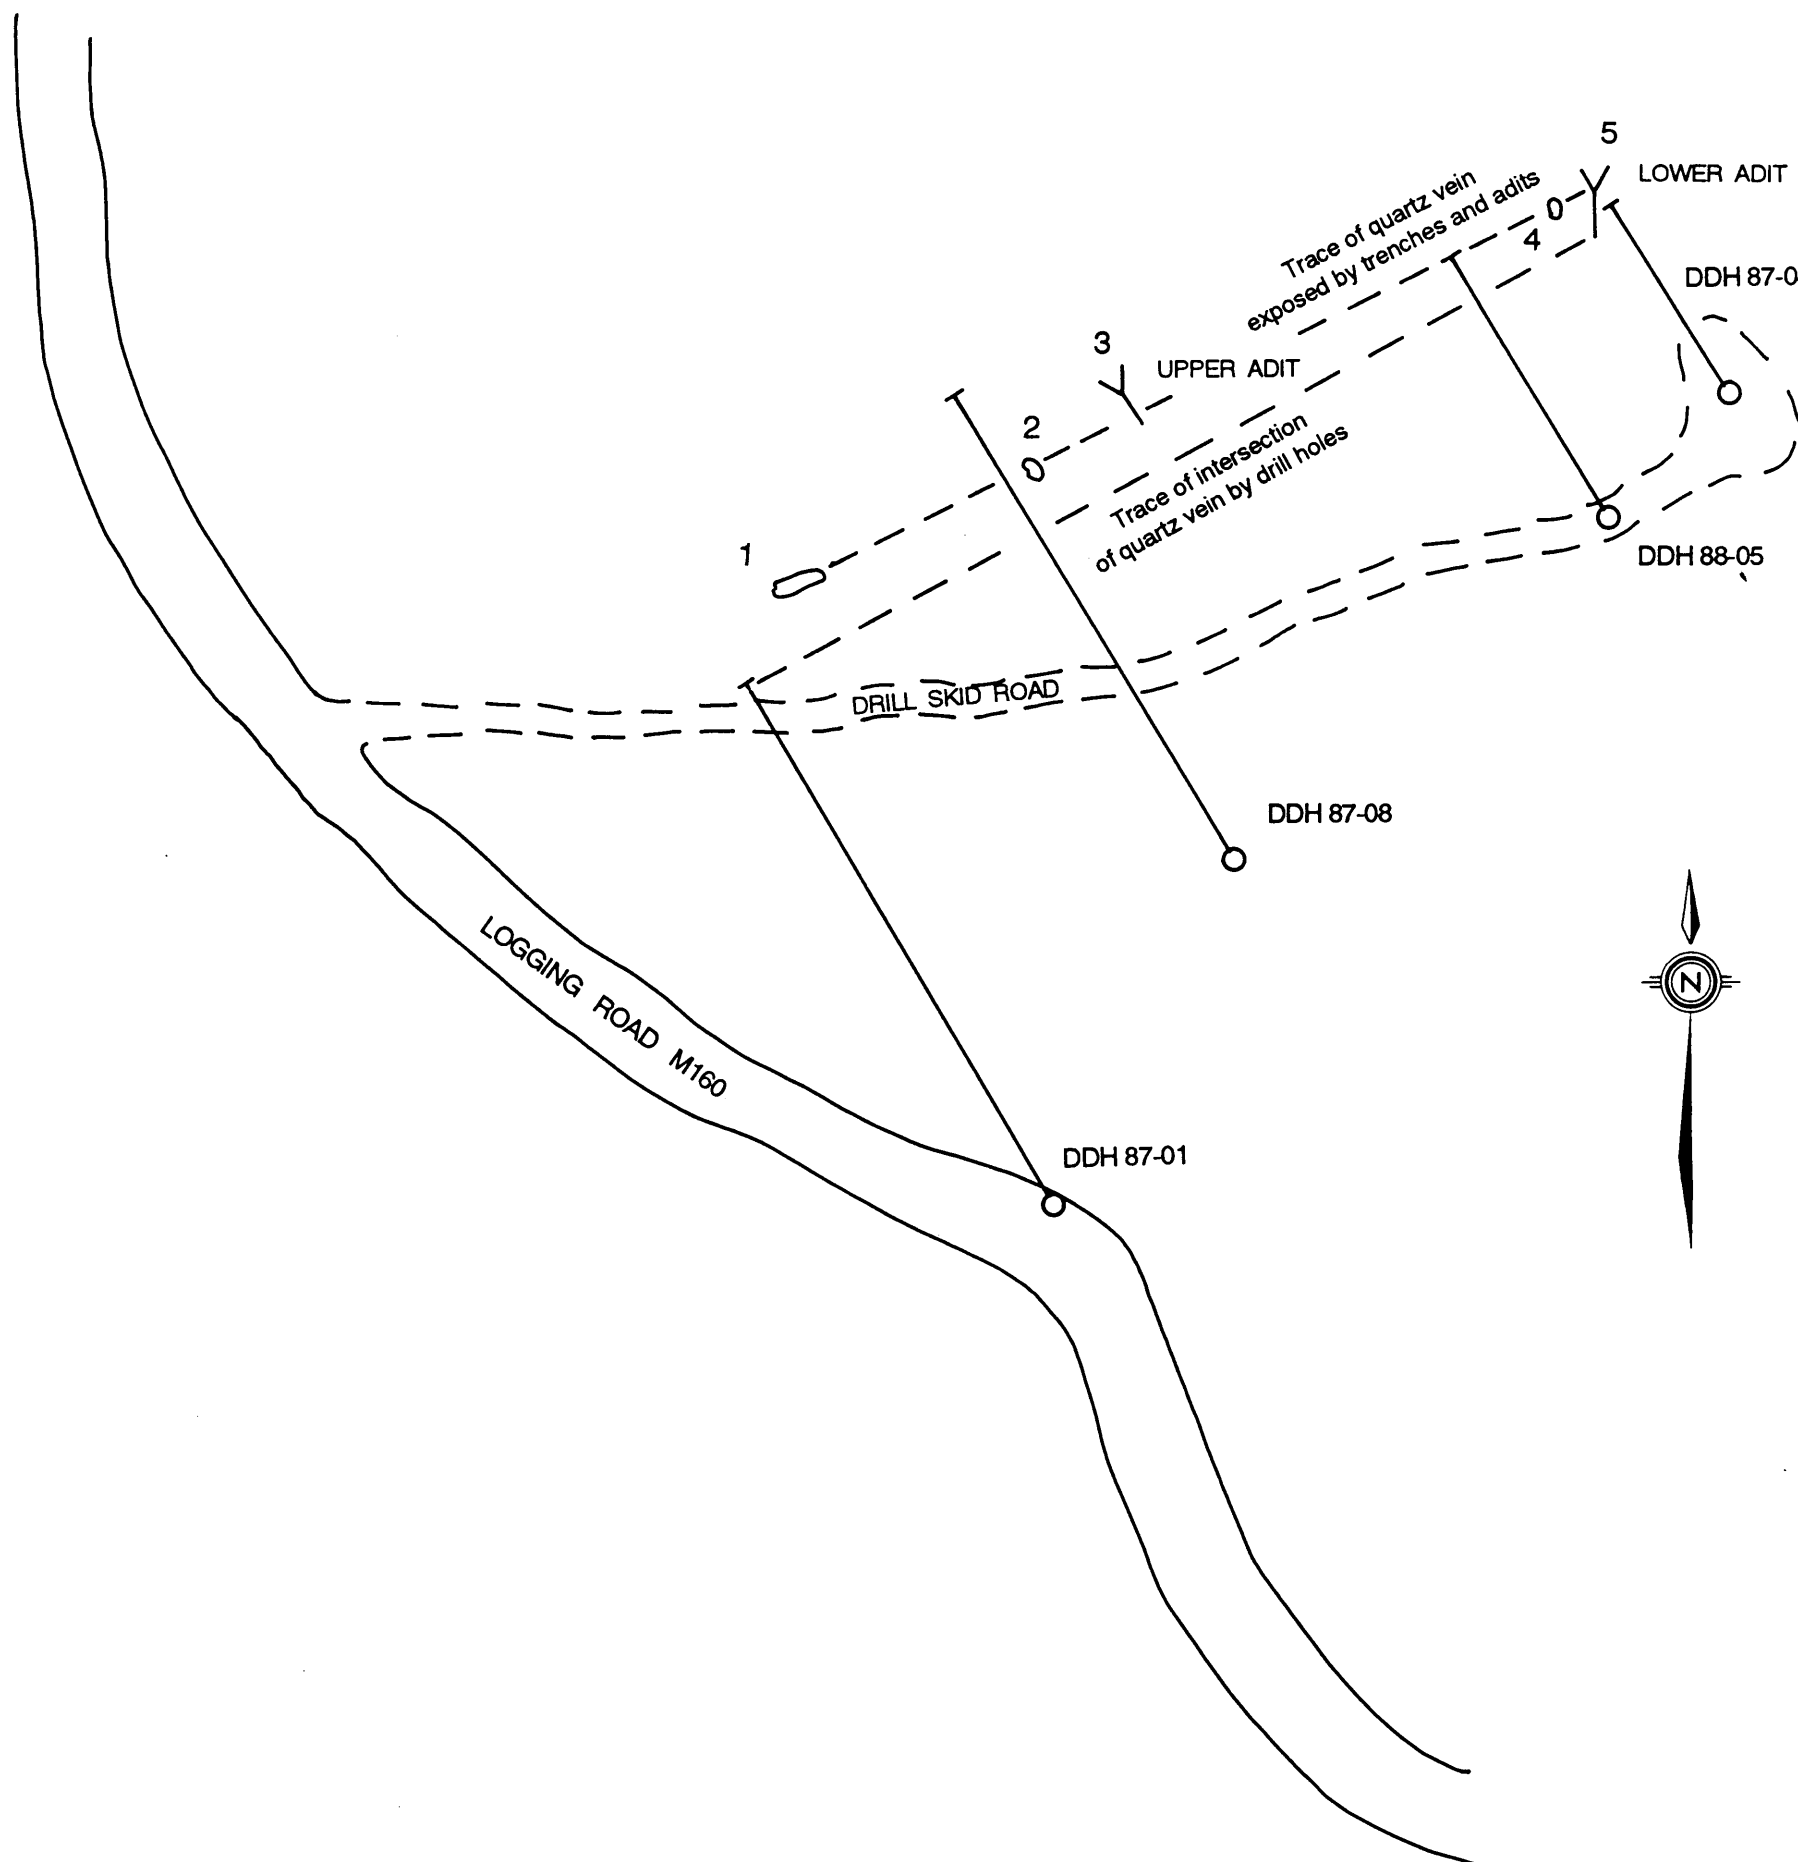 5
LOWER ADIT
Trace of quartz vein
exposed by trenches and adits
4
DDH 87-0
3
UPPER ADIT
2
Trace of intersection
of quartz vein by drill holes
1
DDH 88-05
DRILL SKID ROAD
DDH 87-08
LOGGING ROAD M160
N
DDH 87-01